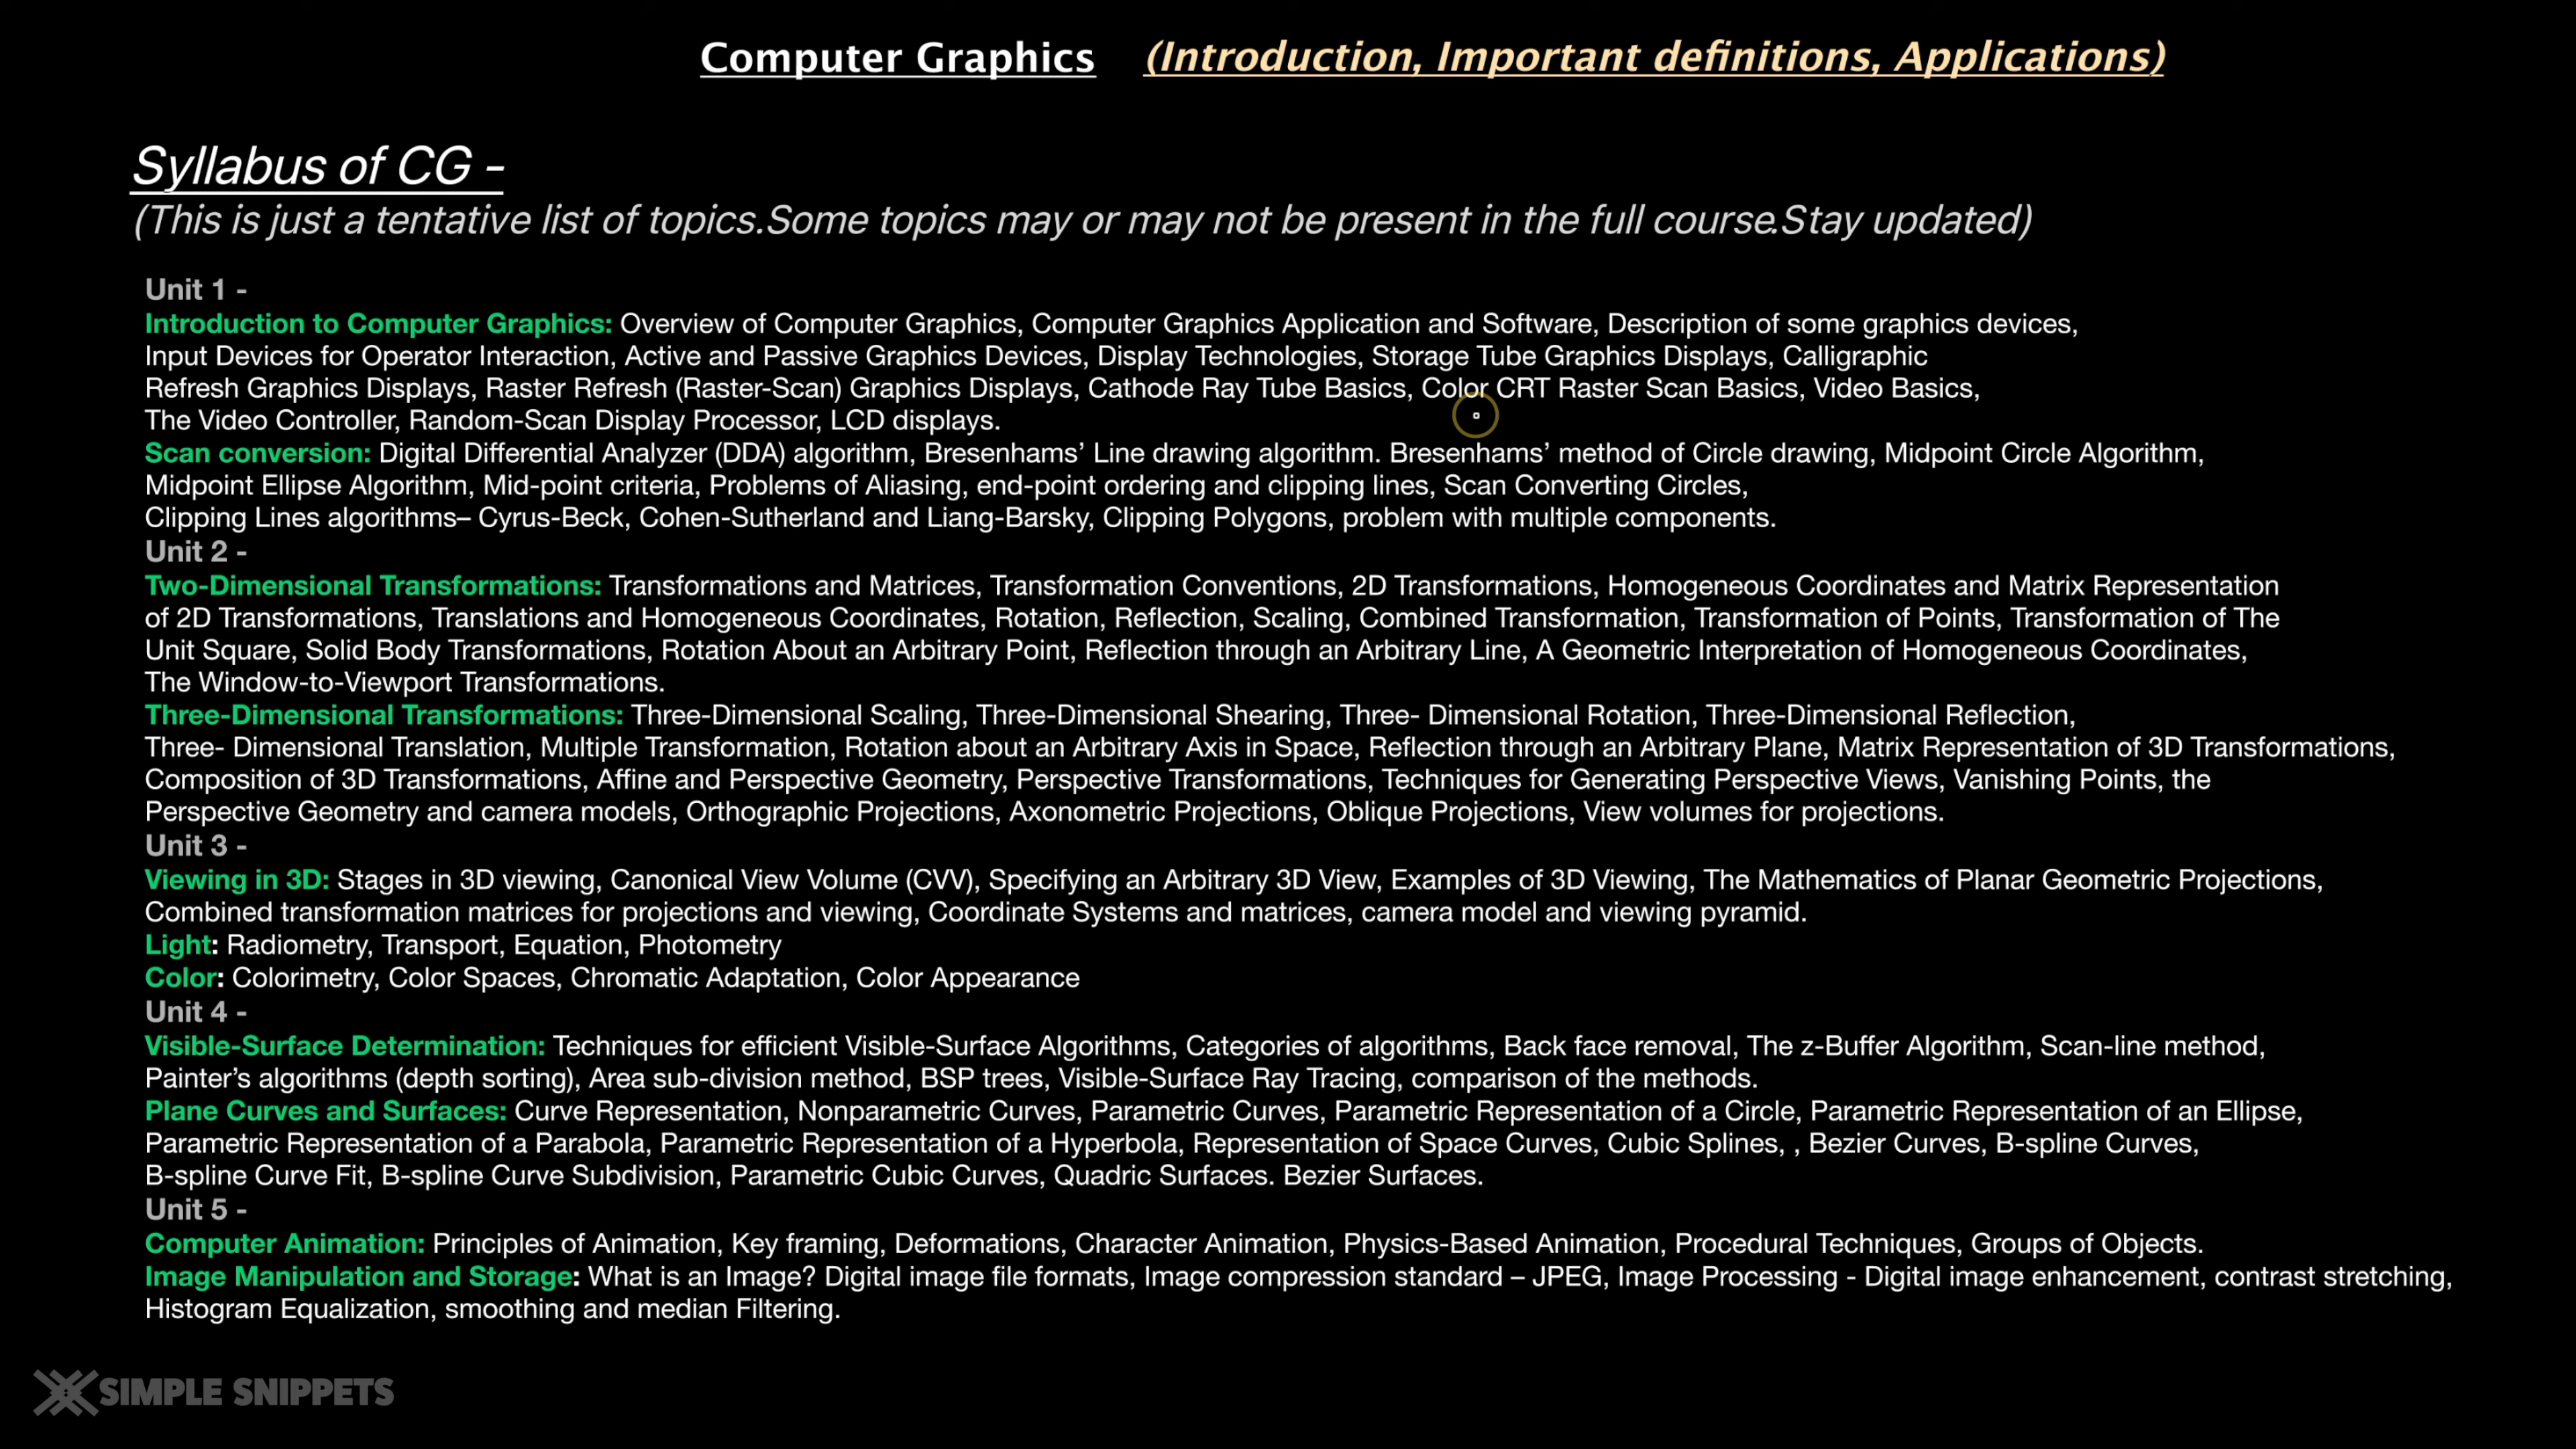 Computer Graphics (Introduction, Important definitions, Applications)
Syllabus of CG -
(This is just a tentative list of topics.Some topics may or may not be present in the full course.Stay updated)
Unit 1 -
Introduction to Computer Graphics: Overview of Computer Graphics, Computer Graphics Application and Software, Description of some graphics devices,
Input Devices for Operator Interaction, Active and Passive Graphics Devices, Display Technologies, Storage Tube Graphics Displays, Calligraphic
Refresh Graphics Displays, Raster Refresh (Raster-Scan) Graphics Displays, Cathode Ray Tube Basics, Color CRT Raster Scan Basics, Video Basics,
The Video Controller, Random-Scan Display Processor, LCD displays.
Scan conversion: Digital Differential Analyzer (DDA) algorithm, Bresenhams’ Line drawing algorithm. Bresenhams’ method of Circle drawing, Midpoint Circle Algorithm,
Midpoint Ellipse Algorithm, Mid-point criteria, Problems of Aliasing, end-point ordering and clipping lines, Scan Converting Circles,
Clipping Lines algorithms– Cyrus-Beck, Cohen-Sutherland and Liang-Barsky, Clipping Polygons, problem with multiple components.
Unit 2 -
Two-Dimensional Transformations: Transformations and Matrices, Transformation Conventions, 2D Transformations, Homogeneous Coordinates and Matrix Representation
of 2D Transformations, Translations and Homogeneous Coordinates, Rotation, Reflection, Scaling, Combined Transformation, Transformation of Points, Transformation of The
Unit Square, Solid Body Transformations, Rotation About an Arbitrary Point, Reflection through an Arbitrary Line, A Geometric Interpretation of Homogeneous Coordinates,
The Window-to-Viewport Transformations.
Three-Dimensional Transformations: Three-Dimensional Scaling, Three-Dimensional Shearing, Three- Dimensional Rotation, Three-Dimensional Reflection,
Three- Dimensional Translation, Multiple Transformation, Rotation about an Arbitrary Axis in Space, Reflection through an Arbitrary Plane, Matrix Representation of 3D Transformations,
Composition of 3D Transformations, Affine and Perspective Geometry, Perspective Transformations, Techniques for Generating Perspective Views, Vanishing Points, the
Perspective Geometry and camera models, Orthographic Projections, Axonometric Projections, Oblique Projections, View volumes for projections.
Unit 3 -
Viewing in 3D: Stages in 3D viewing, Canonical View Volume (CVV), Specifying an Arbitrary 3D View, Examples of 3D Viewing, The Mathematics of Planar Geometric Projections,
Combined transformation matrices for projections and viewing, Coordinate Systems and matrices, camera model and viewing pyramid.
Light: Radiometry, Transport, Equation, Photometry
Color: Colorimetry, Color Spaces, Chromatic Adaptation, Color Appearance
Unit 4 -
Visible-Surface Determination: Techniques for efficient Visible-Surface Algorithms, Categories of algorithms, Back face removal, The z-Buffer Algorithm, Scan-line method,
Painter’s algorithms (depth sorting), Area sub-division method, BSP trees, Visible-Surface Ray Tracing, comparison of the methods.
Plane Curves and Surfaces: Curve Representation, Nonparametric Curves, Parametric Curves, Parametric Representation of a Circle, Parametric Representation of an Ellipse,
Parametric Representation of a Parabola, Parametric Representation of a Hyperbola, Representation of Space Curves, Cubic Splines, , Bezier Curves, B-spline Curves,
B-spline Curve Fit, B-spline Curve Subdivision, Parametric Cubic Curves, Quadric Surfaces. Bezier Surfaces.
Unit 5 -
Computer Animation: Principles of Animation, Key framing, Deformations, Character Animation, Physics-Based Animation, Procedural Techniques, Groups of Objects.
Image Manipulation and Storage: What is an Image? Digital image file formats, Image compression standard – JPEG, Image Processing - Digital image enhancement, contrast stretching,
Histogram Equalization, smoothing and median Filtering.
SIMPLE SNIPPETS